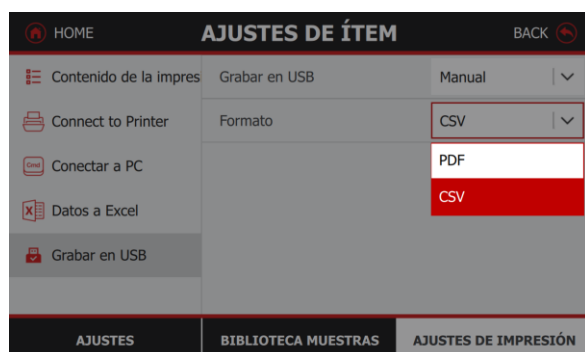 HOME
AJUSTES DE ÍTEM
BACK
Contenido de la impres
Grabar en USB
Manual
Connect to Printer
Formato
CSV
Cmd
Conectar a PC
PDF
CSV
X
Datos a Excel
Grabar en USB
AJUSTES
BIBLIOTECA MUESTRAS
AJUSTES DE IMPRESIÓN